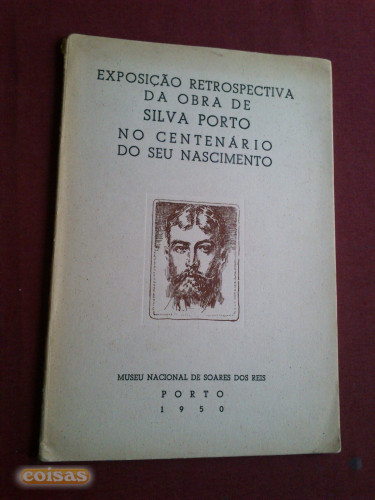 EXPOSIÇÃO RETROSPECTIVA
DA OBRA DE
SILVA PORTO
NO CENTENÁRIO
DO SEU NASCIMENTO
MUSEU NACIONAL DE SOARES DOS REIS
PORTO
1950
coisas